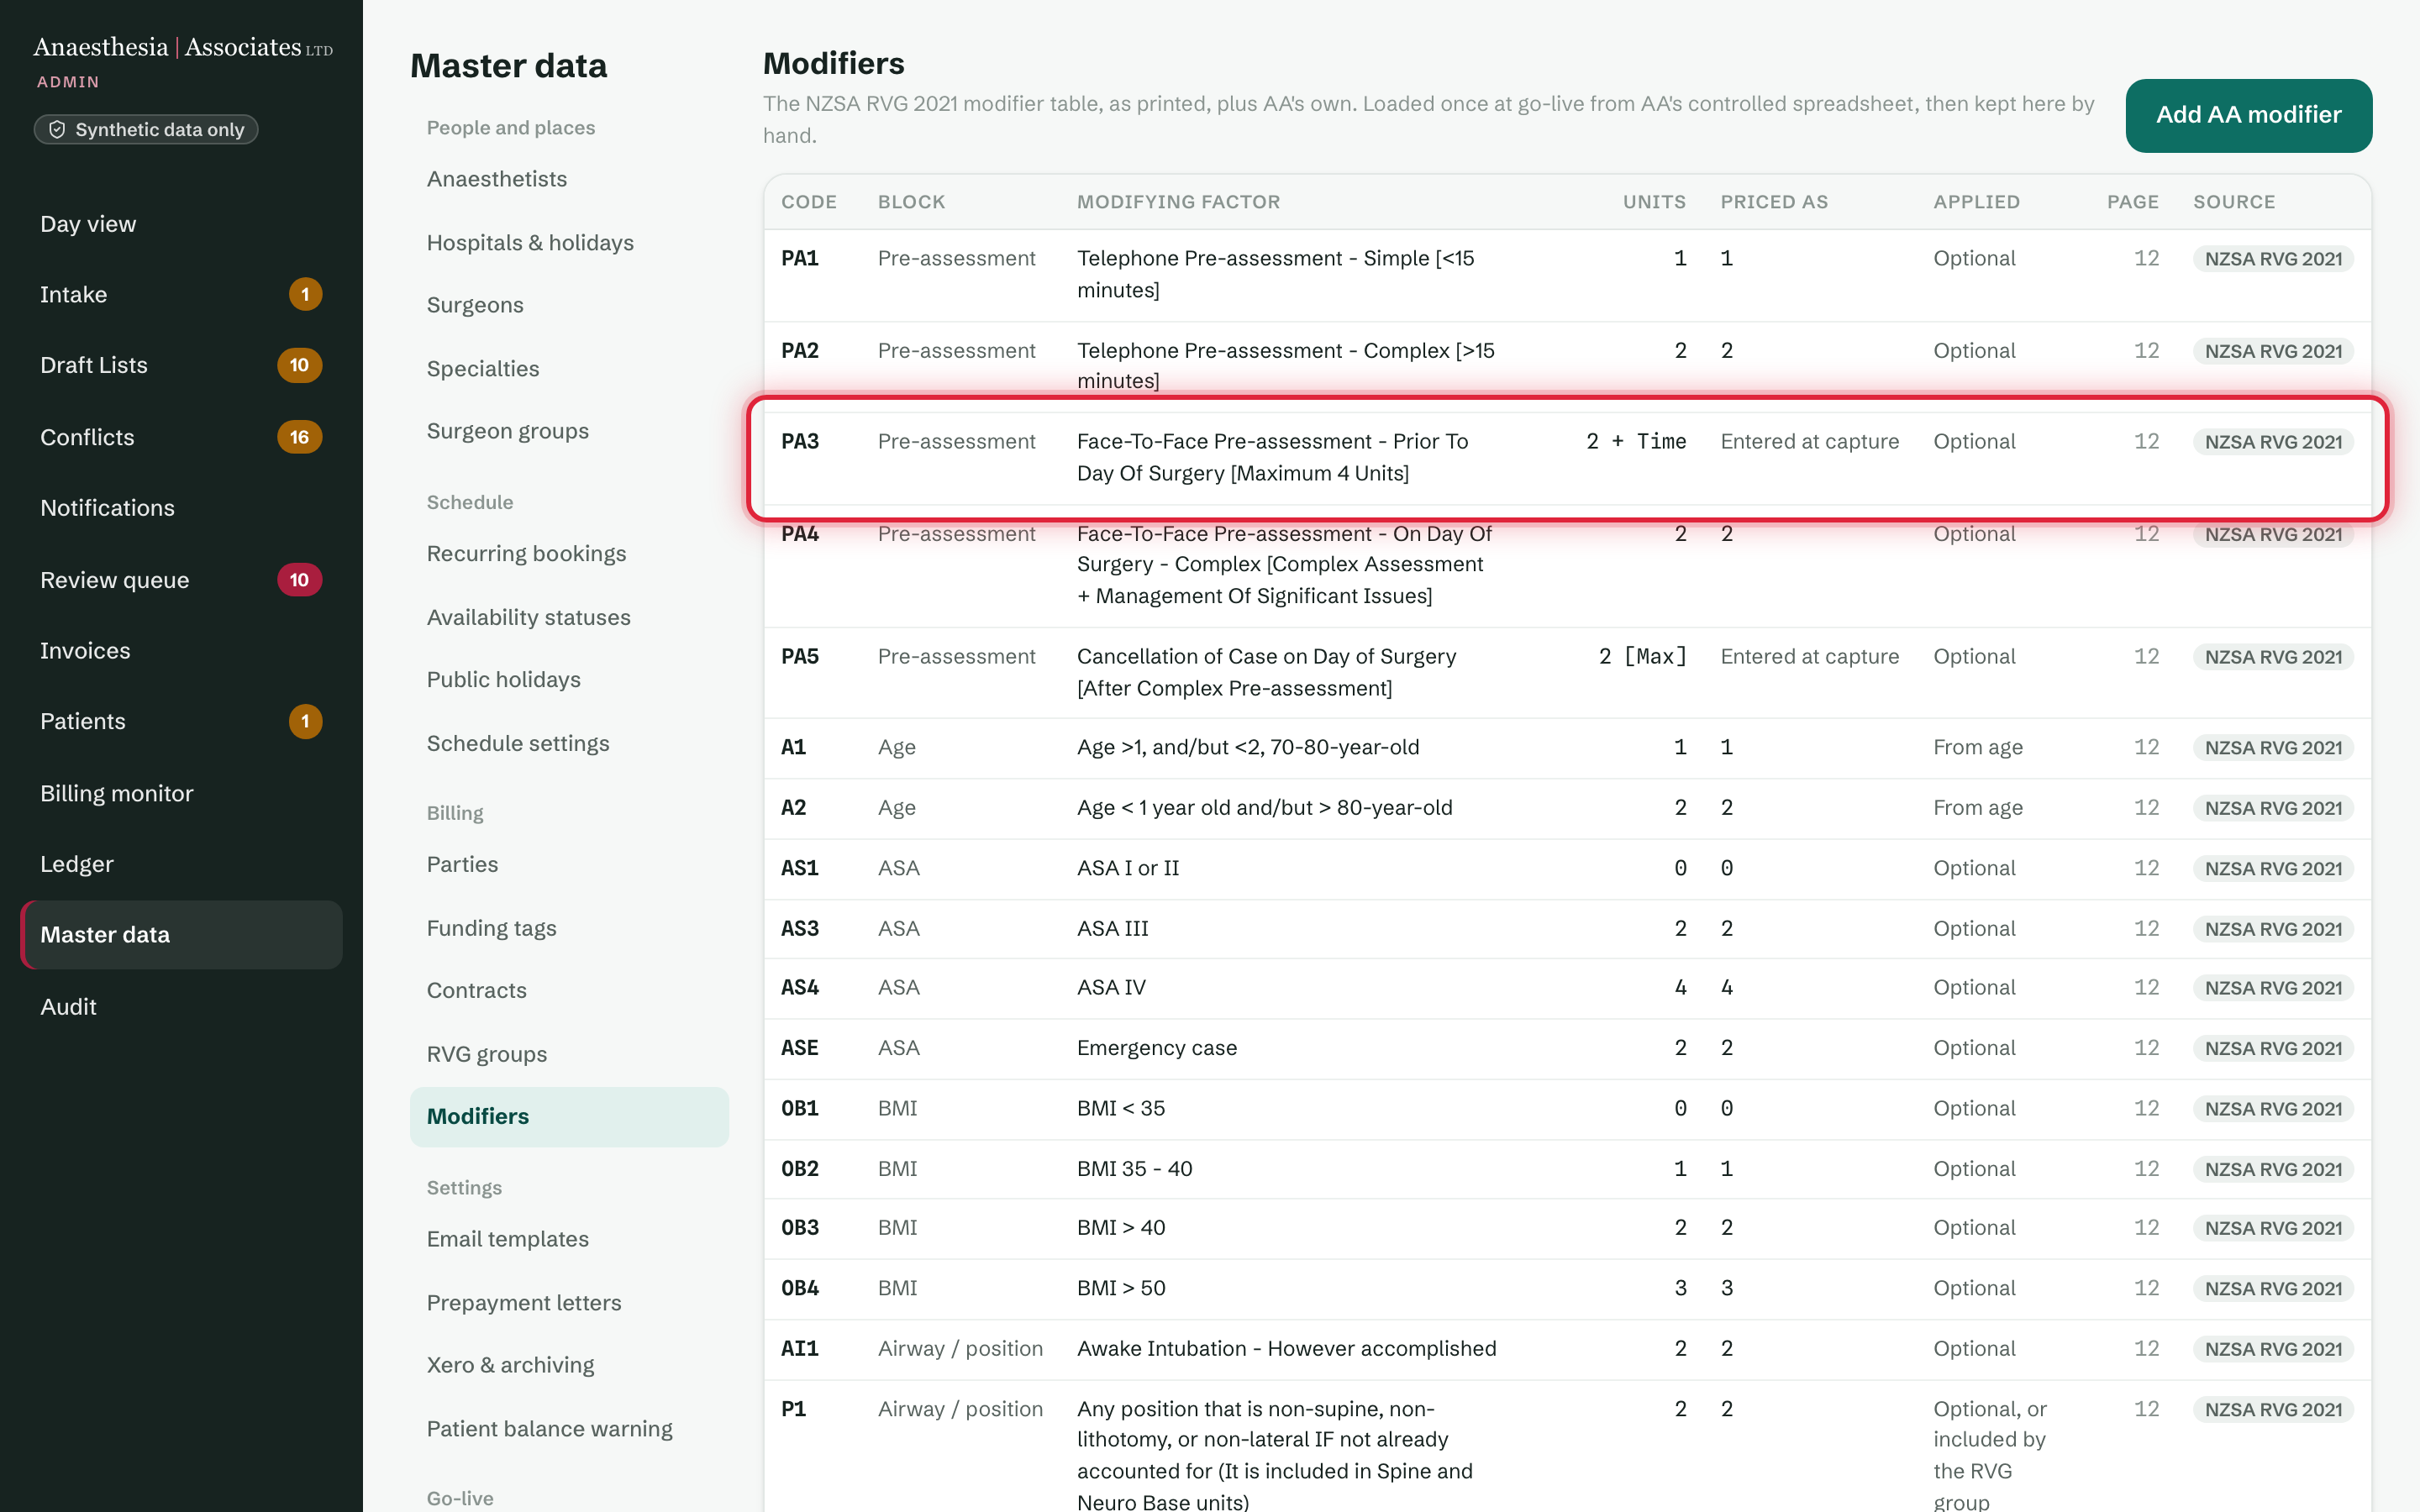 Anaesthesia | Associates LTD
ADMIN
Synthetic data only
Day view
Intake 1
Draft Lists 10
Conflicts 16
Notifications
Review queue 10
Invoices
Patients 1
Billing monitor
Ledger
Master data
Audit
Master data
People and places
Anaesthetists
Hospitals & holidays
Surgeons
Specialties
Surgeon groups
Schedule
Recurring bookings
Availability statuses
Public holidays
Schedule settings
Billing
Parties
Funding tags
Contracts
RVG groups
Modifiers
Settings
Email templates
Prepayment letters
Xero & archiving
Patient balance warning
Go-live
Modifiers
The NZSA RVG 2021 modifier table, as printed, plus AA's own. Loaded once at go-live from AA's controlled spreadsheet, then kept here by
hand.
Add AA modifier
CODE BLOCK MODIFYING FACTOR UNITS PRICED AS APPLIED PAGE SOURCE
PA1 Pre-assessment Telephone Pre-assessment - Simple [<15 1 1 Optional 12 NZSA RVG 2021
minutes]
PA2 Pre-assessment Telephone Pre-assessment - Complex [>15 2 2 Optional 12 NZSA RVG 2021
minutes]
PA3 Pre-assessment Face-To-Face Pre-assessment - Prior To 2 + Time Entered at capture Optional 12 NZSA RVG 2021
Day Of Surgery [Maximum 4 Units]
PA4 Pre-assessment Face-To-Face Pre-assessment - On Day Of 2 2 Optional 12 NZSA RVG 2021
Surgery - Complex [Complex Assessment
+ Management Of Significant Issues]
PA5 Pre-assessment Cancellation of Case on Day of Surgery 2 [Max] Entered at capture Optional 12 NZSA RVG 2021
[After Complex Pre-assessment]
A1 Age Age >1, and/but <2, 70-80-year-old 1 1 From age 12 NZSA RVG 2021
A2 Age Age < 1 year old and/but > 80-year-old 2 2 From age 12 NZSA RVG 2021
AS1 ASA ASA I or II 0 0 Optional 12 NZSA RVG 2021
AS3 ASA ASA III 2 2 Optional 12 NZSA RVG 2021
AS4 ASA ASA IV 4 4 Optional 12 NZSA RVG 2021
ASE ASA Emergency case 2 2 Optional 12 NZSA RVG 2021
OB1 BMI BMI < 35 0 0 Optional 12 NZSA RVG 2021
OB2 BMI BMI 35 - 40 1 1 Optional 12 NZSA RVG 2021
OB3 BMI BMI > 40 2 2 Optional 12 NZSA RVG 2021
OB4 BMI BMI > 50 3 3 Optional 12 NZSA RVG 2021
AI1 Airway / position Awake Intubation - However accomplished 2 2 Optional 12 NZSA RVG 2021
P1 Airway / position Any position that is non-supine, non- 2 2 Optional, or 12 NZSA RVG 2021
lithotomy, or non-lateral IF not already included by
accounted for (It is included in Spine and the RVG
Neuro Base units) group